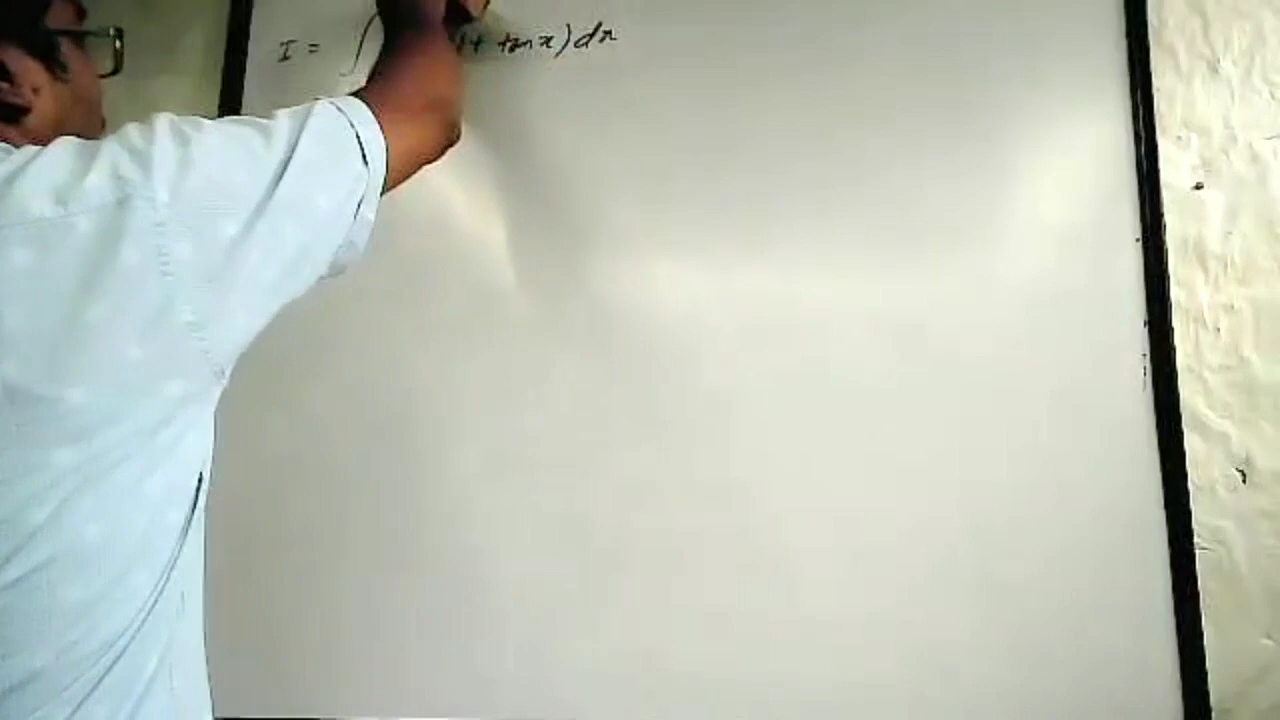 I = ∫ (1+ tan x) dx